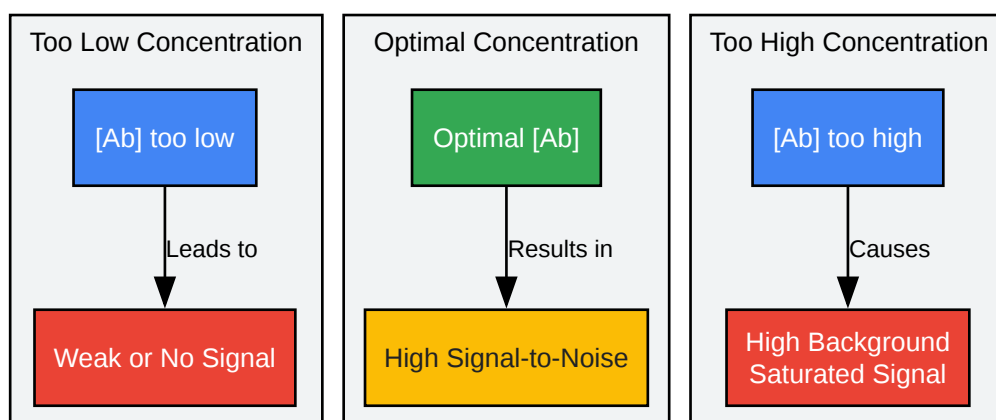 Too Low Concentration
[Ab] too low
Leads to
Weak or No Signal
Optimal Concentration
Optimal [Ab]
Results in
High Signal-to-Noise
Too High Concentration
[Ab] too high
Causes
High Background
Saturated Signal